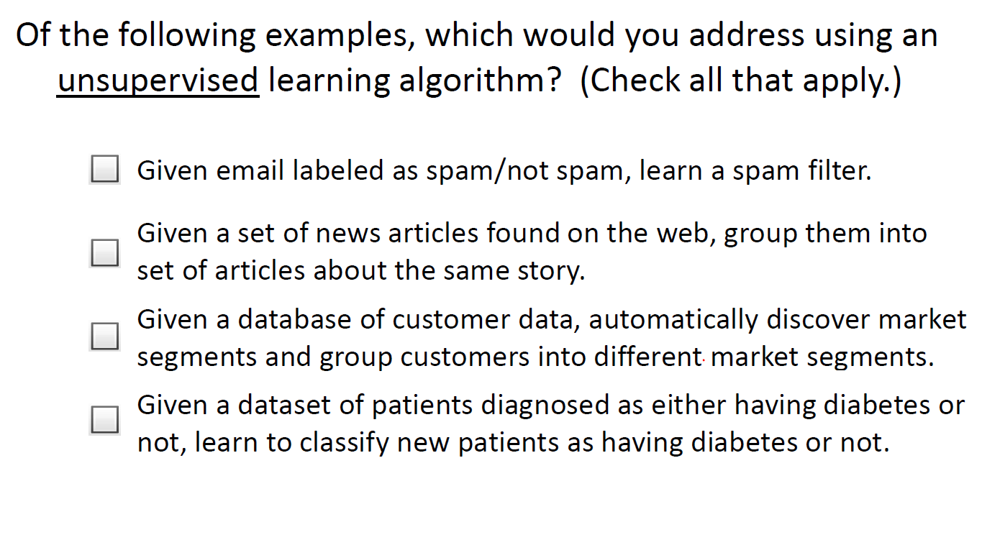 Of the following examples, which would you address using an
unsupervised learning algorithm? (Check all that apply.)
Given email labeled as spam/not spam, learn a spam filter.
Given a set of news articles found on the web, group them into
set of articles about the same story.
Given a database of customer data, automatically discover market
segments and group customers into different market segments.
Given a dataset of patients diagnosed as either having diabetes or
not, learn to classify new patients as having diabetes or not.